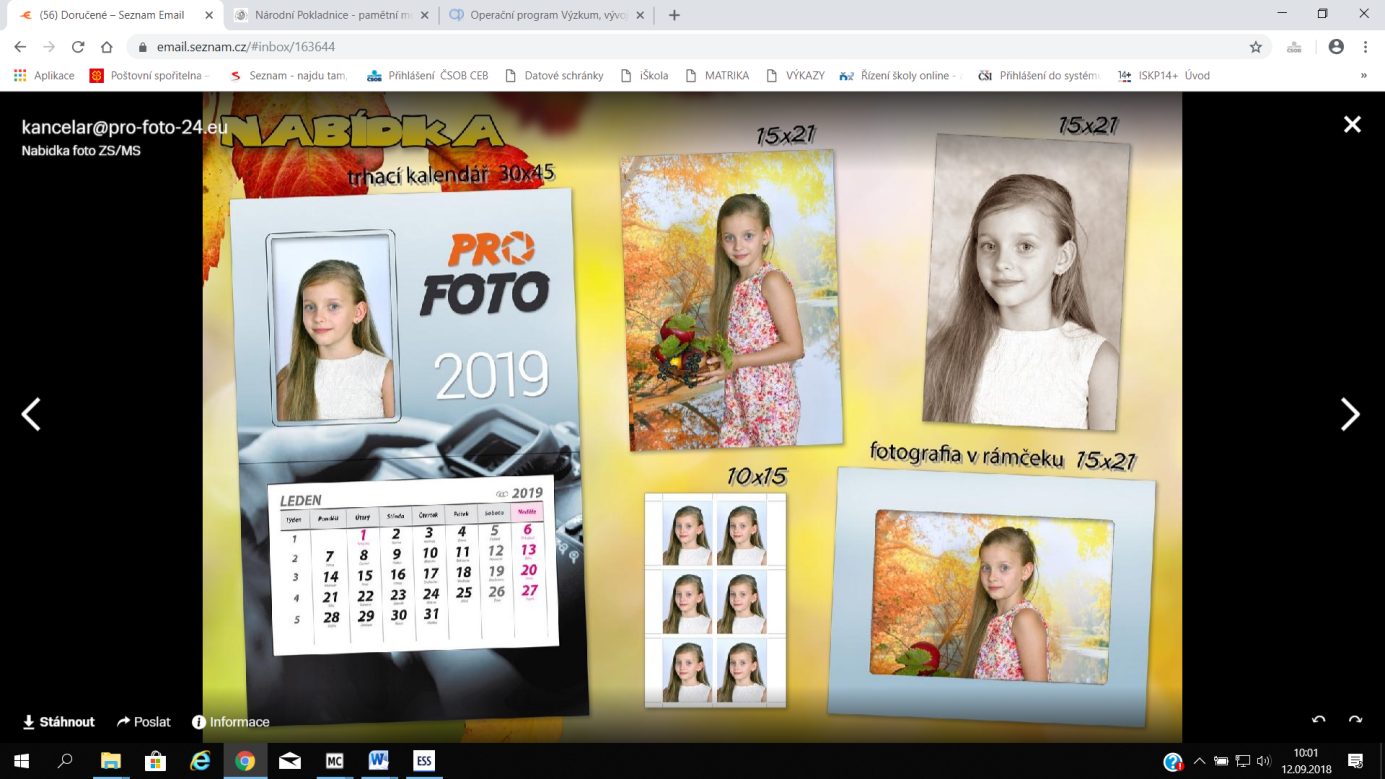 (56) Doručené – Seznam Email
Národní Pokladnice - pamětní m
Operační program Výzkum, vývo
email.seznam.cz/#inbox/163644
Aplikace
Poštovní spořitelna –
Seznam - najdu tam,
Přihlášení ČSOB CEB
Datové schránky
iŠkola
MATRIKA
VÝKAZY
Řízení školy online -
Přihlášení do systému
ISKP14+ Úvod
»
kancelar@pro-foto-24.eu
Nabidka foto ZS/MS
NABÍDKA
trhací kalendář 30x45
PRO
FOTO
2019
LEDEN 2019
Týden Pondělí Úterý Středa Čtvrtek Pátek Sobota Neděle
1 1 2 3 4 5 6
2 7 8 9 10 11 12 13
3 14 15 16 17 18 19 20
4 21 22 23 24 25 26 27
5 28 29 30 31
15x21
15x21
10x15
fotografia v rámčeku 15x21
Stáhnout
Poslat
Informace
MC
ESS
10:01
12.09.2018